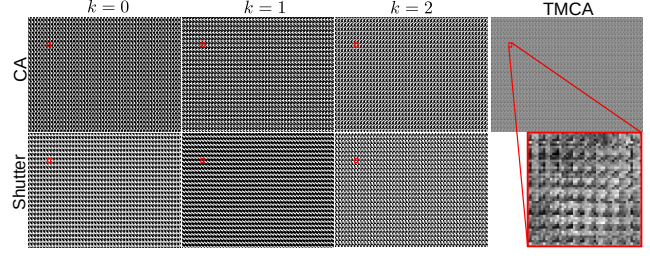 k = 0 k = 1 k = 2 TMCA
CA
Shutter